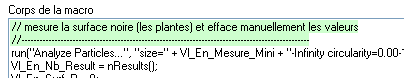 Corps de la macro
// mesure la surface noire (les plantes) et efface manuellement les valeurs
//--------------------------------------------------------------------------------
run("Analyze Particles...", "size=" + VI_En_Mesure_Mini + "-Infinity circularity=0.00-
VI_En_Nb_Result = nResults();